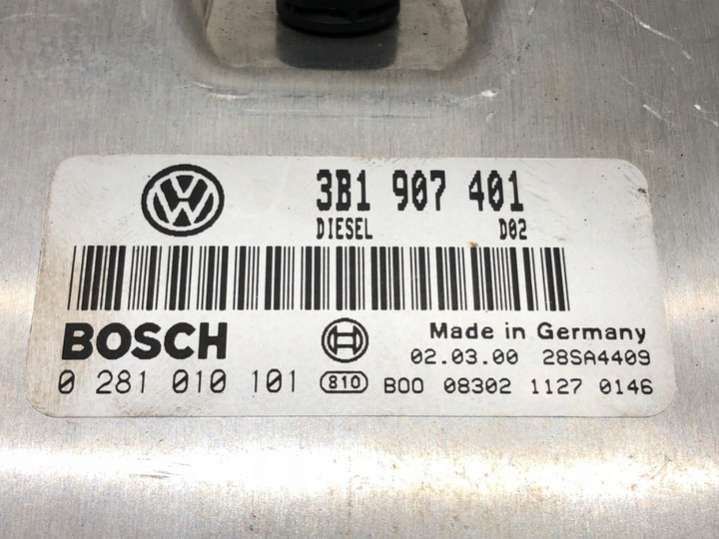 3B1 907 401
DIESEL D02
BOSCH Made in Germany
02.03.00 28SA4409
0 281 010 101 810 B00 08302 1127 0146